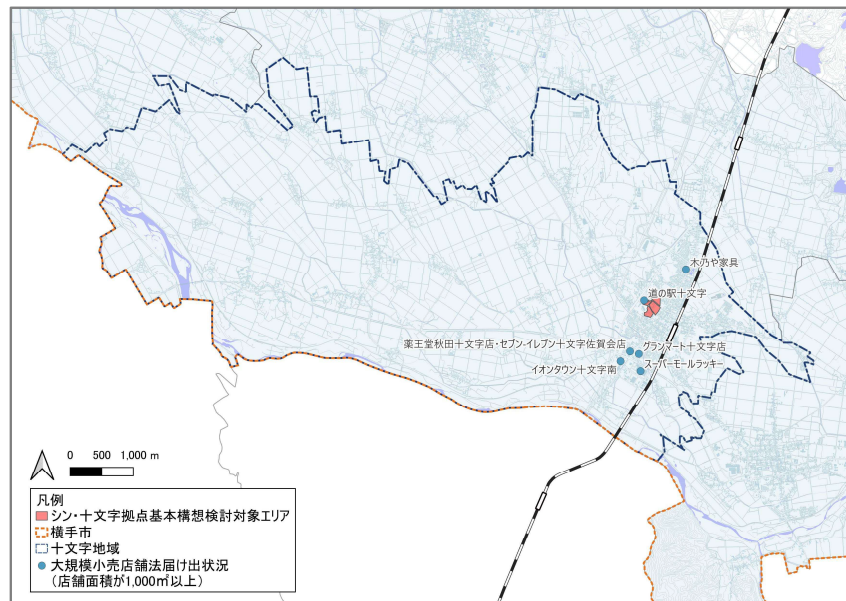 木乃や家具
道の駅十文字
薬王堂秋田十文字店・セブン-イレブン十文字佐賀会店
グランマート十文字店
イオンタウン十文字南
スーパーモールラッキー
0 500 1,000 m
凡例
シン・十文字拠点基本構想検討対象エリア
横手市
十文字地域
大規模小売店舗法届け出状況
(店舗面積が1,000㎡以上)